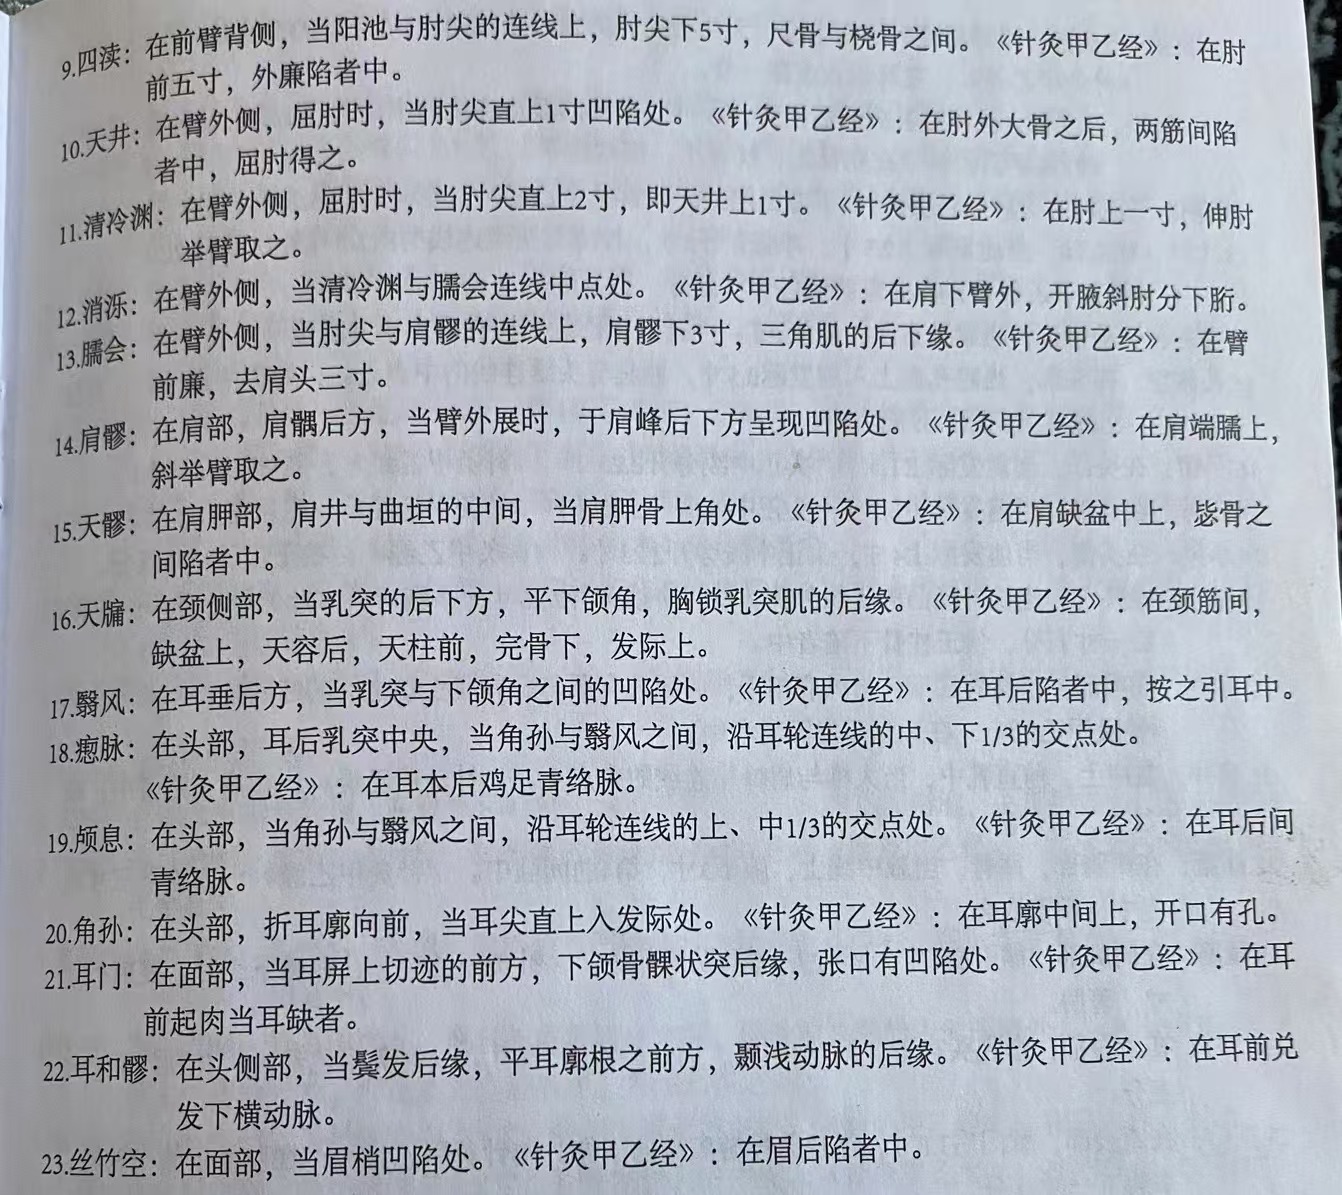 9.四渎：在前臂背侧，当阳池与肘尖的连线上，肘尖下5寸，尺骨与桡骨之间。《针灸甲乙经》：在肘
前五寸，外廉陷者中。
10.天井：在臂外侧，屈肘时，当肘尖直上1寸凹陷处。《针灸甲乙经》：在肘外大骨之后，两筋间陷
者中，屈肘得之。
11.清冷渊：在臂外侧，屈肘时，当肘尖直上2寸，即天井上1寸。《针灸甲乙经》：在肘上一寸，伸肘
举臂取之。
12.消泺：在臂外侧，当清冷渊与臑会连线中点处。《针灸甲乙经》：在肩下臂外，开腋斜肘分下胻。
13.臑会：在臂外侧，当肘尖与肩髎的连线上，肩髎下3寸，三角肌的后下缘。《针灸甲乙经》：在臂
前廉，去肩头三寸。
14.肩髎：在肩部，肩髃后方，当臂外展时，于肩峰后下方呈现凹陷处。《针灸甲乙经》：在肩端臑上，
斜举臂取之。
15.天髎：在肩胛部，肩井与曲垣的中间，当肩胛骨上角处。《针灸甲乙经》：在肩缺盆中上，毖骨之
间陷者中。
16.天牖：在颈侧部，当乳突的后下方，平下颌角，胸锁乳突肌的后缘。《针灸甲乙经》：在颈筋间，
缺盆上，天容后，天柱前，完骨下，发际上。
17.翳风：在耳垂后方，当乳突与下颌角之间的凹陷处。《针灸甲乙经》：在耳后陷者中，按之引耳中。
18.瘛脉：在头部，耳后乳突中央，当角孙与翳风之间，沿耳轮连线的中、下1/3的交点处。
《针灸甲乙经》：在耳本后鸡足青络脉。
19.颅息：在头部，当角孙与翳风之间，沿耳轮连线的上、中1/3的交点处。《针灸甲乙经》：在耳后间
青络脉。
20.角孙：在头部，折耳廓向前，当耳尖直上入发际处。《针灸甲乙经》：在耳廓中间上，开口有孔。
21.耳门：在面部，当耳屏上切迹的前方，下颌骨髁状突后缘，张口有凹陷处。《针灸甲乙经》：在耳
前起肉当耳缺者。
22.耳和髎：在头侧部，当鬓发后缘，平耳廓根之前方，颞浅动脉的后缘。《针灸甲乙经》：在耳前兑
发下横动脉。
23.丝竹空：在面部，当眉梢凹陷处。《针灸甲乙经》：在眉后陷者中。